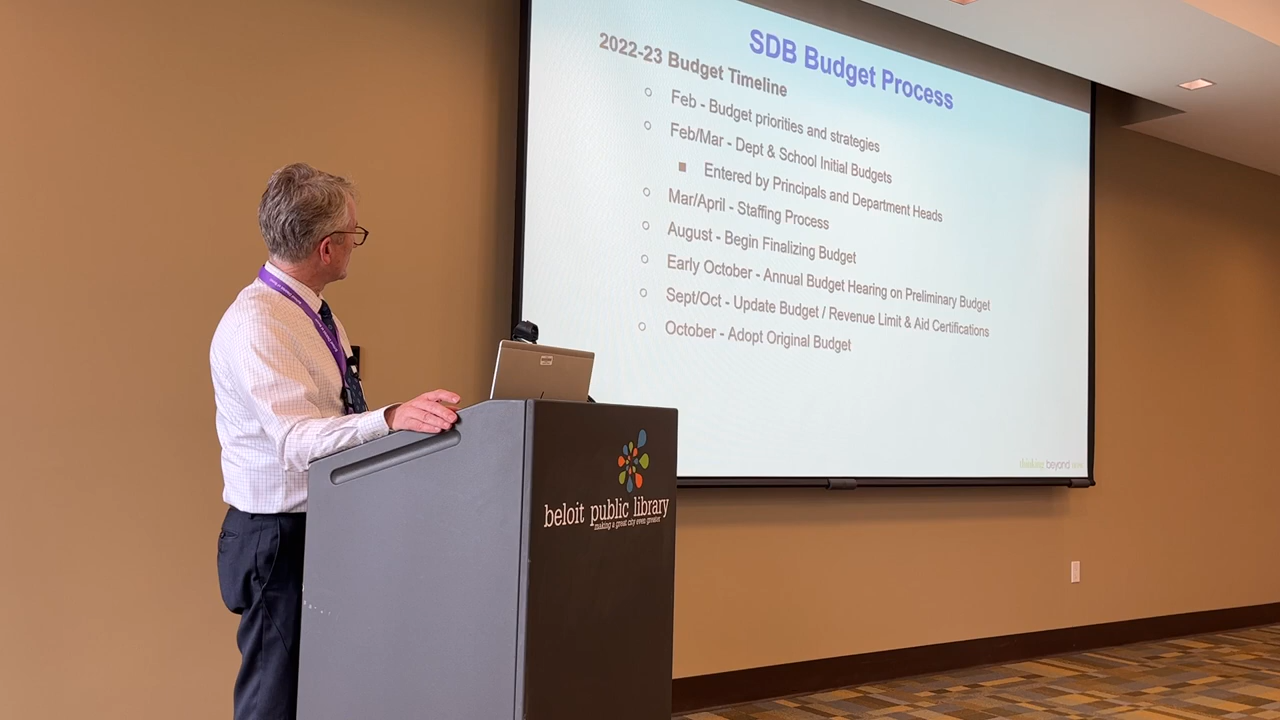 SDB Budget Process
2022-23 Budget Timeline
Feb - Budget priorities and strategies
Feb/Mar - Dept & School Initial Budgets
Entered by Principals and Department Heads
Mar/April - Staffing Process
August - Begin Finalizing Budget
Early October - Annual Budget Hearing on Preliminary Budget
Sept/Oct - Update Budget / Revenue Limit & Aid Certifications
October - Adopt Original Budget
thinking beyond
beloit public library
making a great city even greater